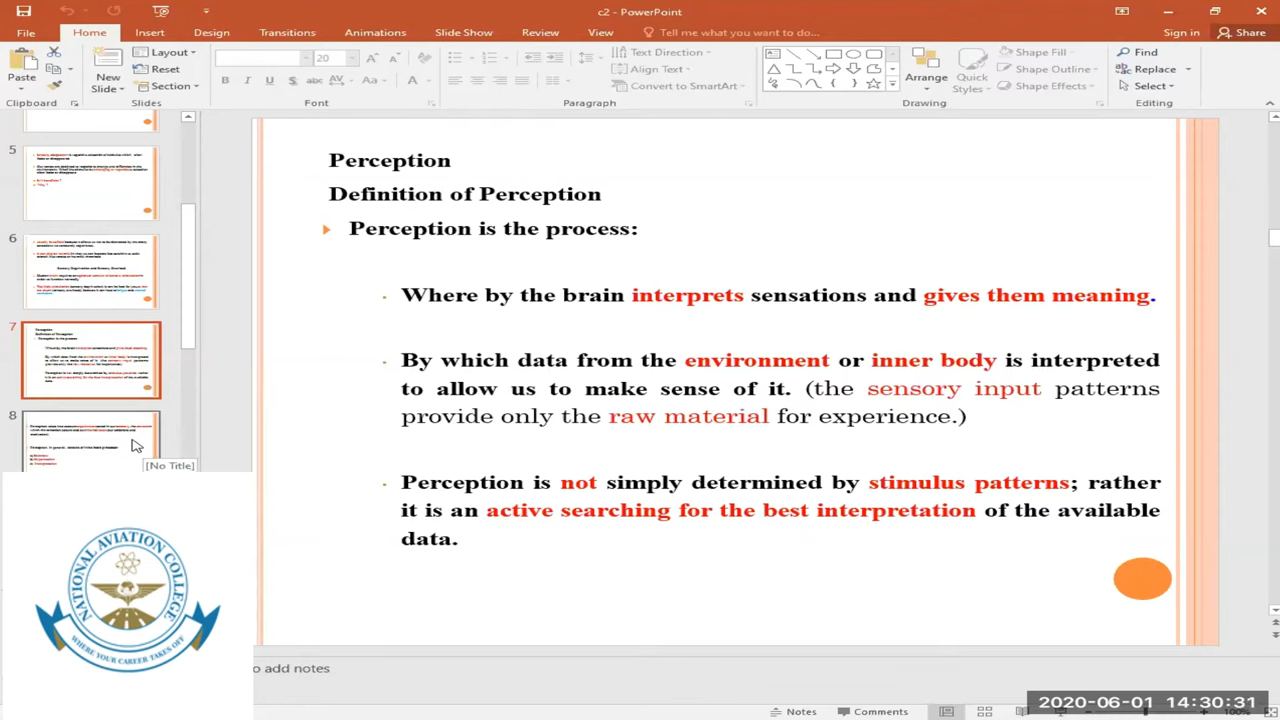 c2 - PowerPoint
File Home Insert Design Transitions Animations Slide Show Review View Tell me what you want to do... Sign in Share
Paste
New Slide
Layout
Reset
Section
20
Text Direction
Align Text
Convert to SmartArt
Arrange
Quick Styles
Shape Fill
Shape Outline
Shape Effects
Find
Replace
Select
Clipboard Slides Font Paragraph Drawing Editing
5
6
7
8
[No Title]
Perception
Definition of Perception
Perception is the process:
Where by the brain interprets sensations and gives them meaning.
By which data from the environment or inner body is interpreted
to allow us to make sense of it. (the sensory input patterns
provide only the raw material for experience.)
Perception is not simply determined by stimulus patterns; rather
it is an active searching for the best interpretation of the available
data.
NATIONAL AVIATION COLLEGE
WHERE YOUR CAREER TAKES OFF
o add notes
2020-06-01 14:30:31
Notes Comments